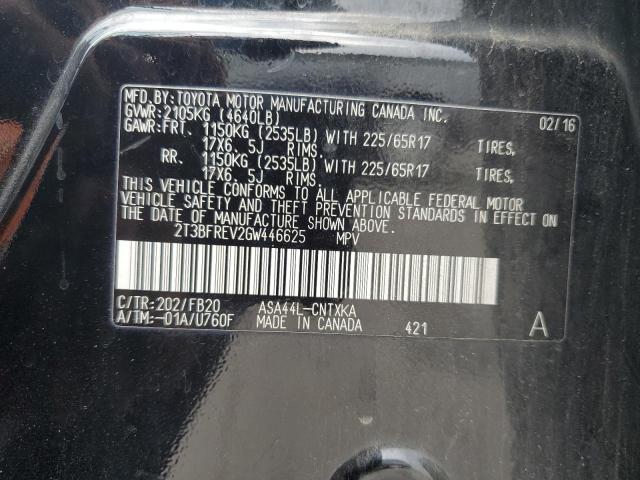 MFD.BY:TOYOTA MOTOR MANUFACTURING CANADA INC.
GVWR:2105KG (4640LB) 02/16
GAWR:FRT. 1150KG (2535LB) WITH 225/65R17 TIRES,
17X6. 5J RIMS.
RR. 1150KG (2535LB) WITH 225/65R17 TIRES,
17X6. 5J RIMS.
THIS VEHICLE CONFORMS TO ALL APPLICABLE FEDERAL MOTOR
VEHICLE SAFETY AND THEFT PREVENTION STANDARDS IN EFFECT ON
THE DATE OF MANUFACTURE SHOWN ABOVE.
2T3BFREV2GW446625 MPV
C/TR:202/FB20 ASA44L-CNTXKA
A/TM:-01A/U760F MADE IN CANADA 421 A